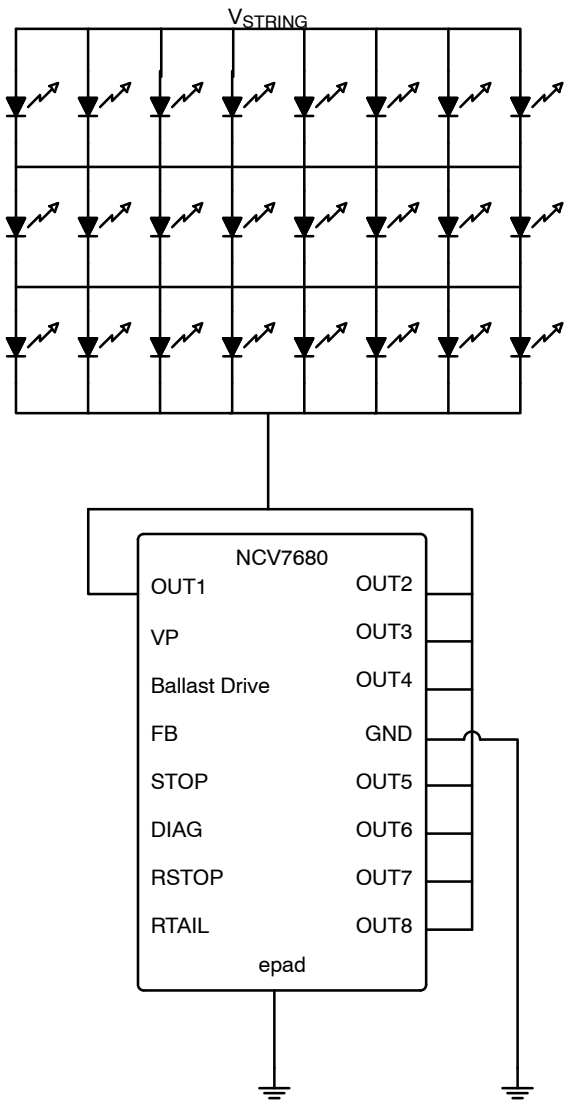 VSTRING
NCV7680
OUT1
OUT2
VP
OUT3
Ballast Drive
OUT4
FB
GND
STOP
OUT5
DIAG
OUT6
RSTOP
OUT7
RTAIL
OUT8
epad